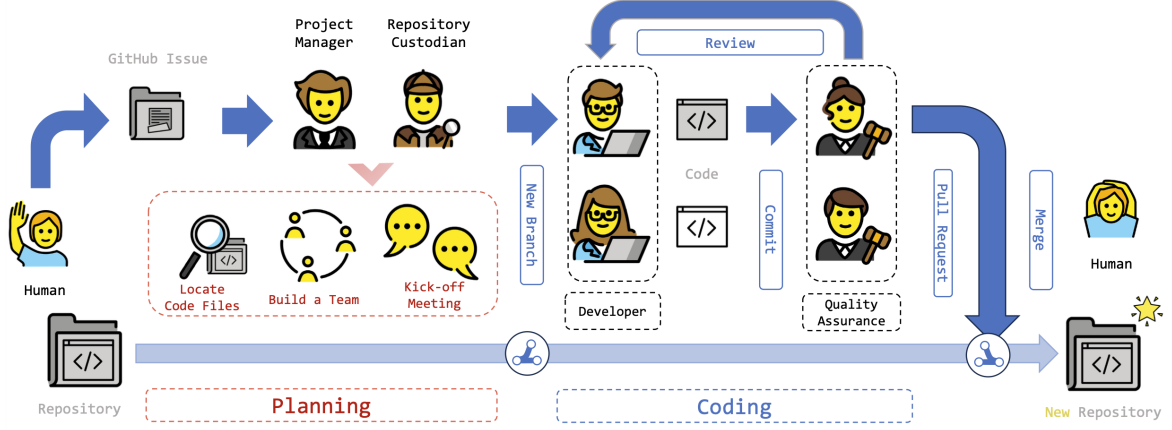 GitHub Issue
Project
Manager
Repository
Custodian
Review
Human
Locate
Code Files
Build a Team
Kick-off
Meeting
New Branch
Developer
</>
Code
</>
Commit
Quality
Assurance
Pull Request
Merge
Human
</>
Repository
</>
Planning
Coding
</>
New Repository